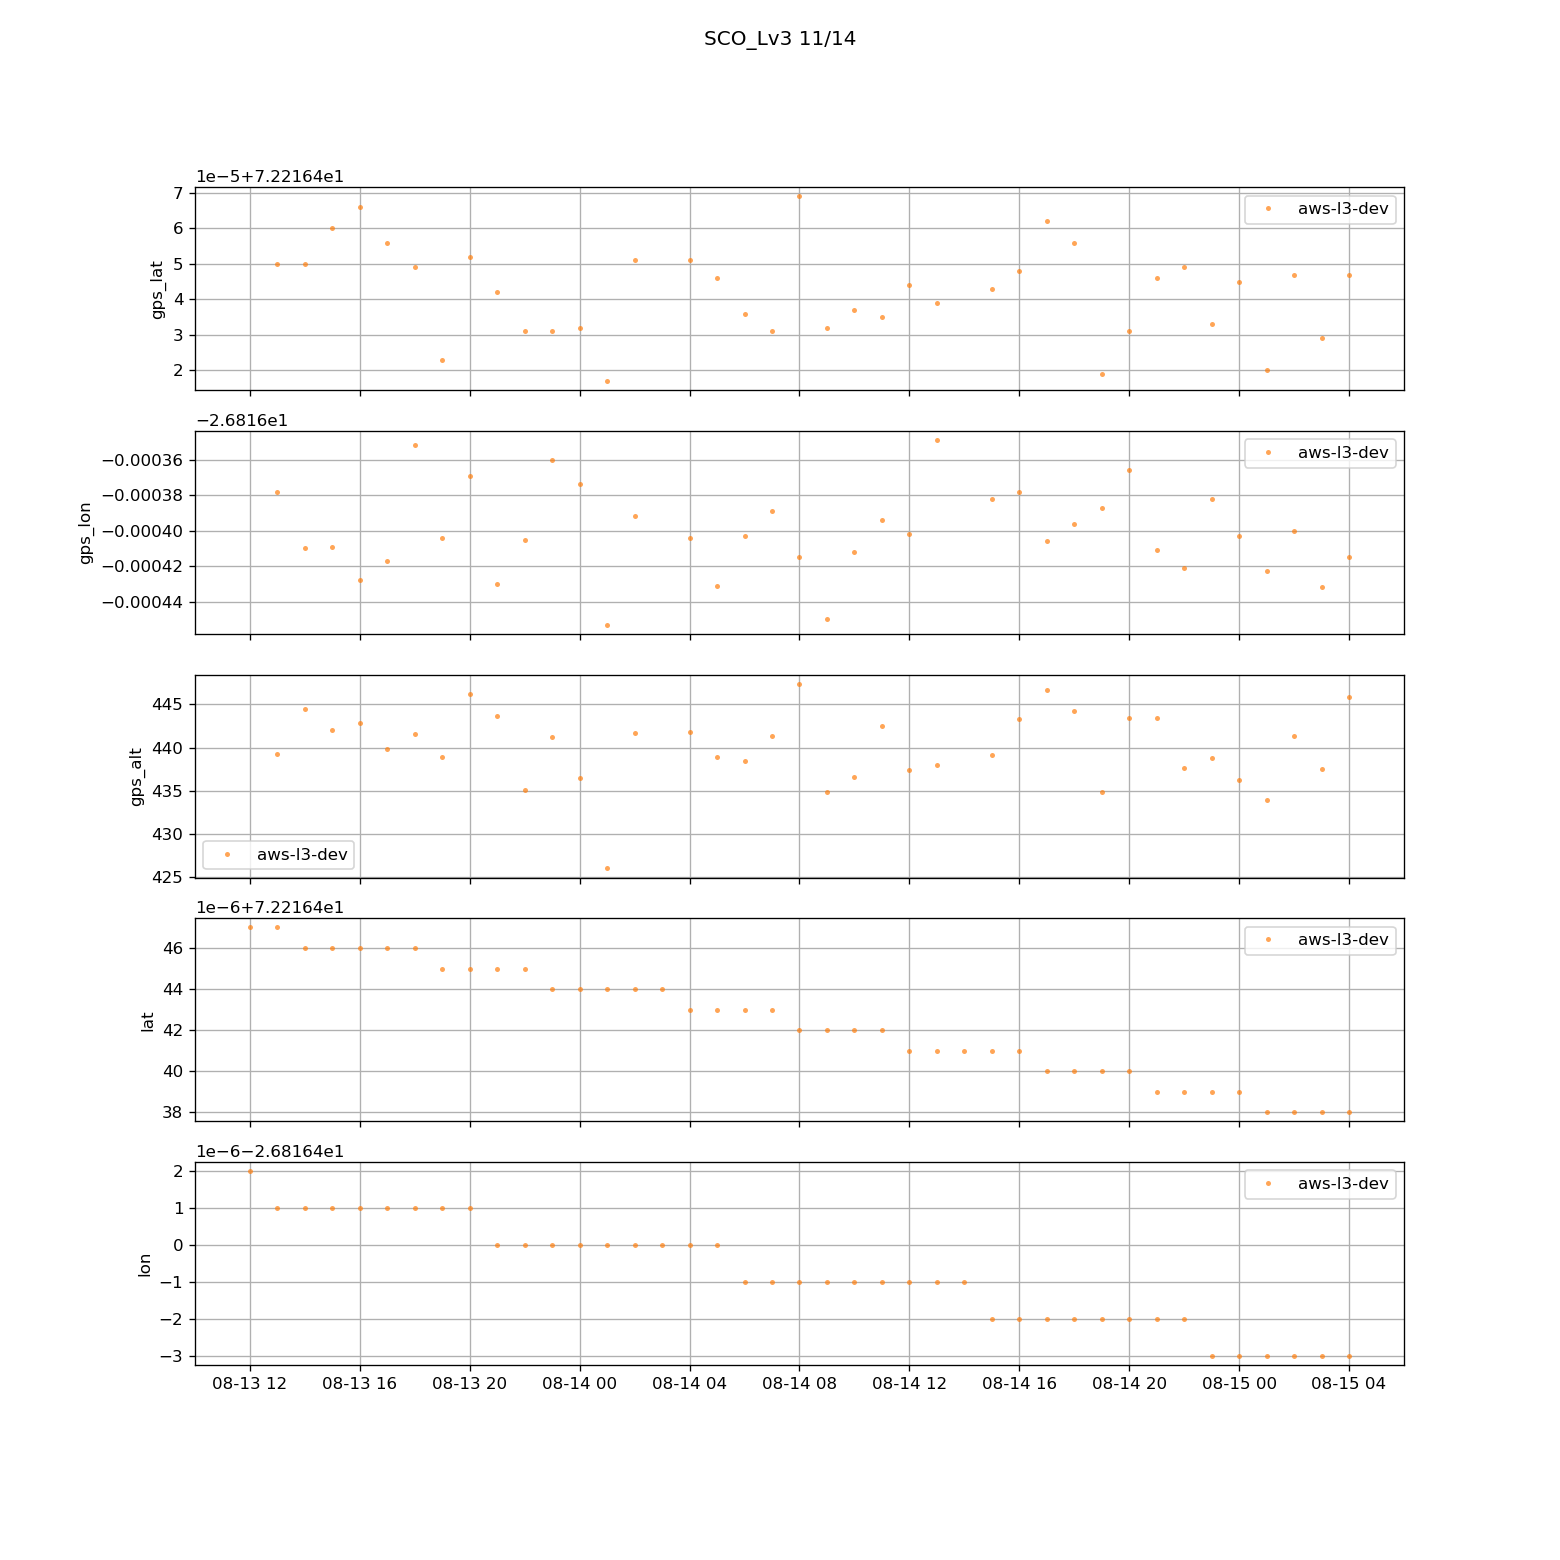 SCO_Lv3 11/14
1e−5+7.22164e1
7
6
5
4
3
2
gps_lat
aws-l3-dev
−2.6816e1
−0.00036
−0.00038
−0.00040
−0.00042
−0.00044
gps_lon
aws-l3-dev
445
440
435
430
425
gps_alt
aws-l3-dev
1e−6+7.22164e1
46
44
42
40
38
lat
aws-l3-dev
1e−6−2.68164e1
2
1
0
−1
−2
−3
lon
aws-l3-dev
08-13 12 08-13 16 08-13 20 08-14 00 08-14 04 08-14 08 08-14 12 08-14 16 08-14 20 08-15 00 08-15 04